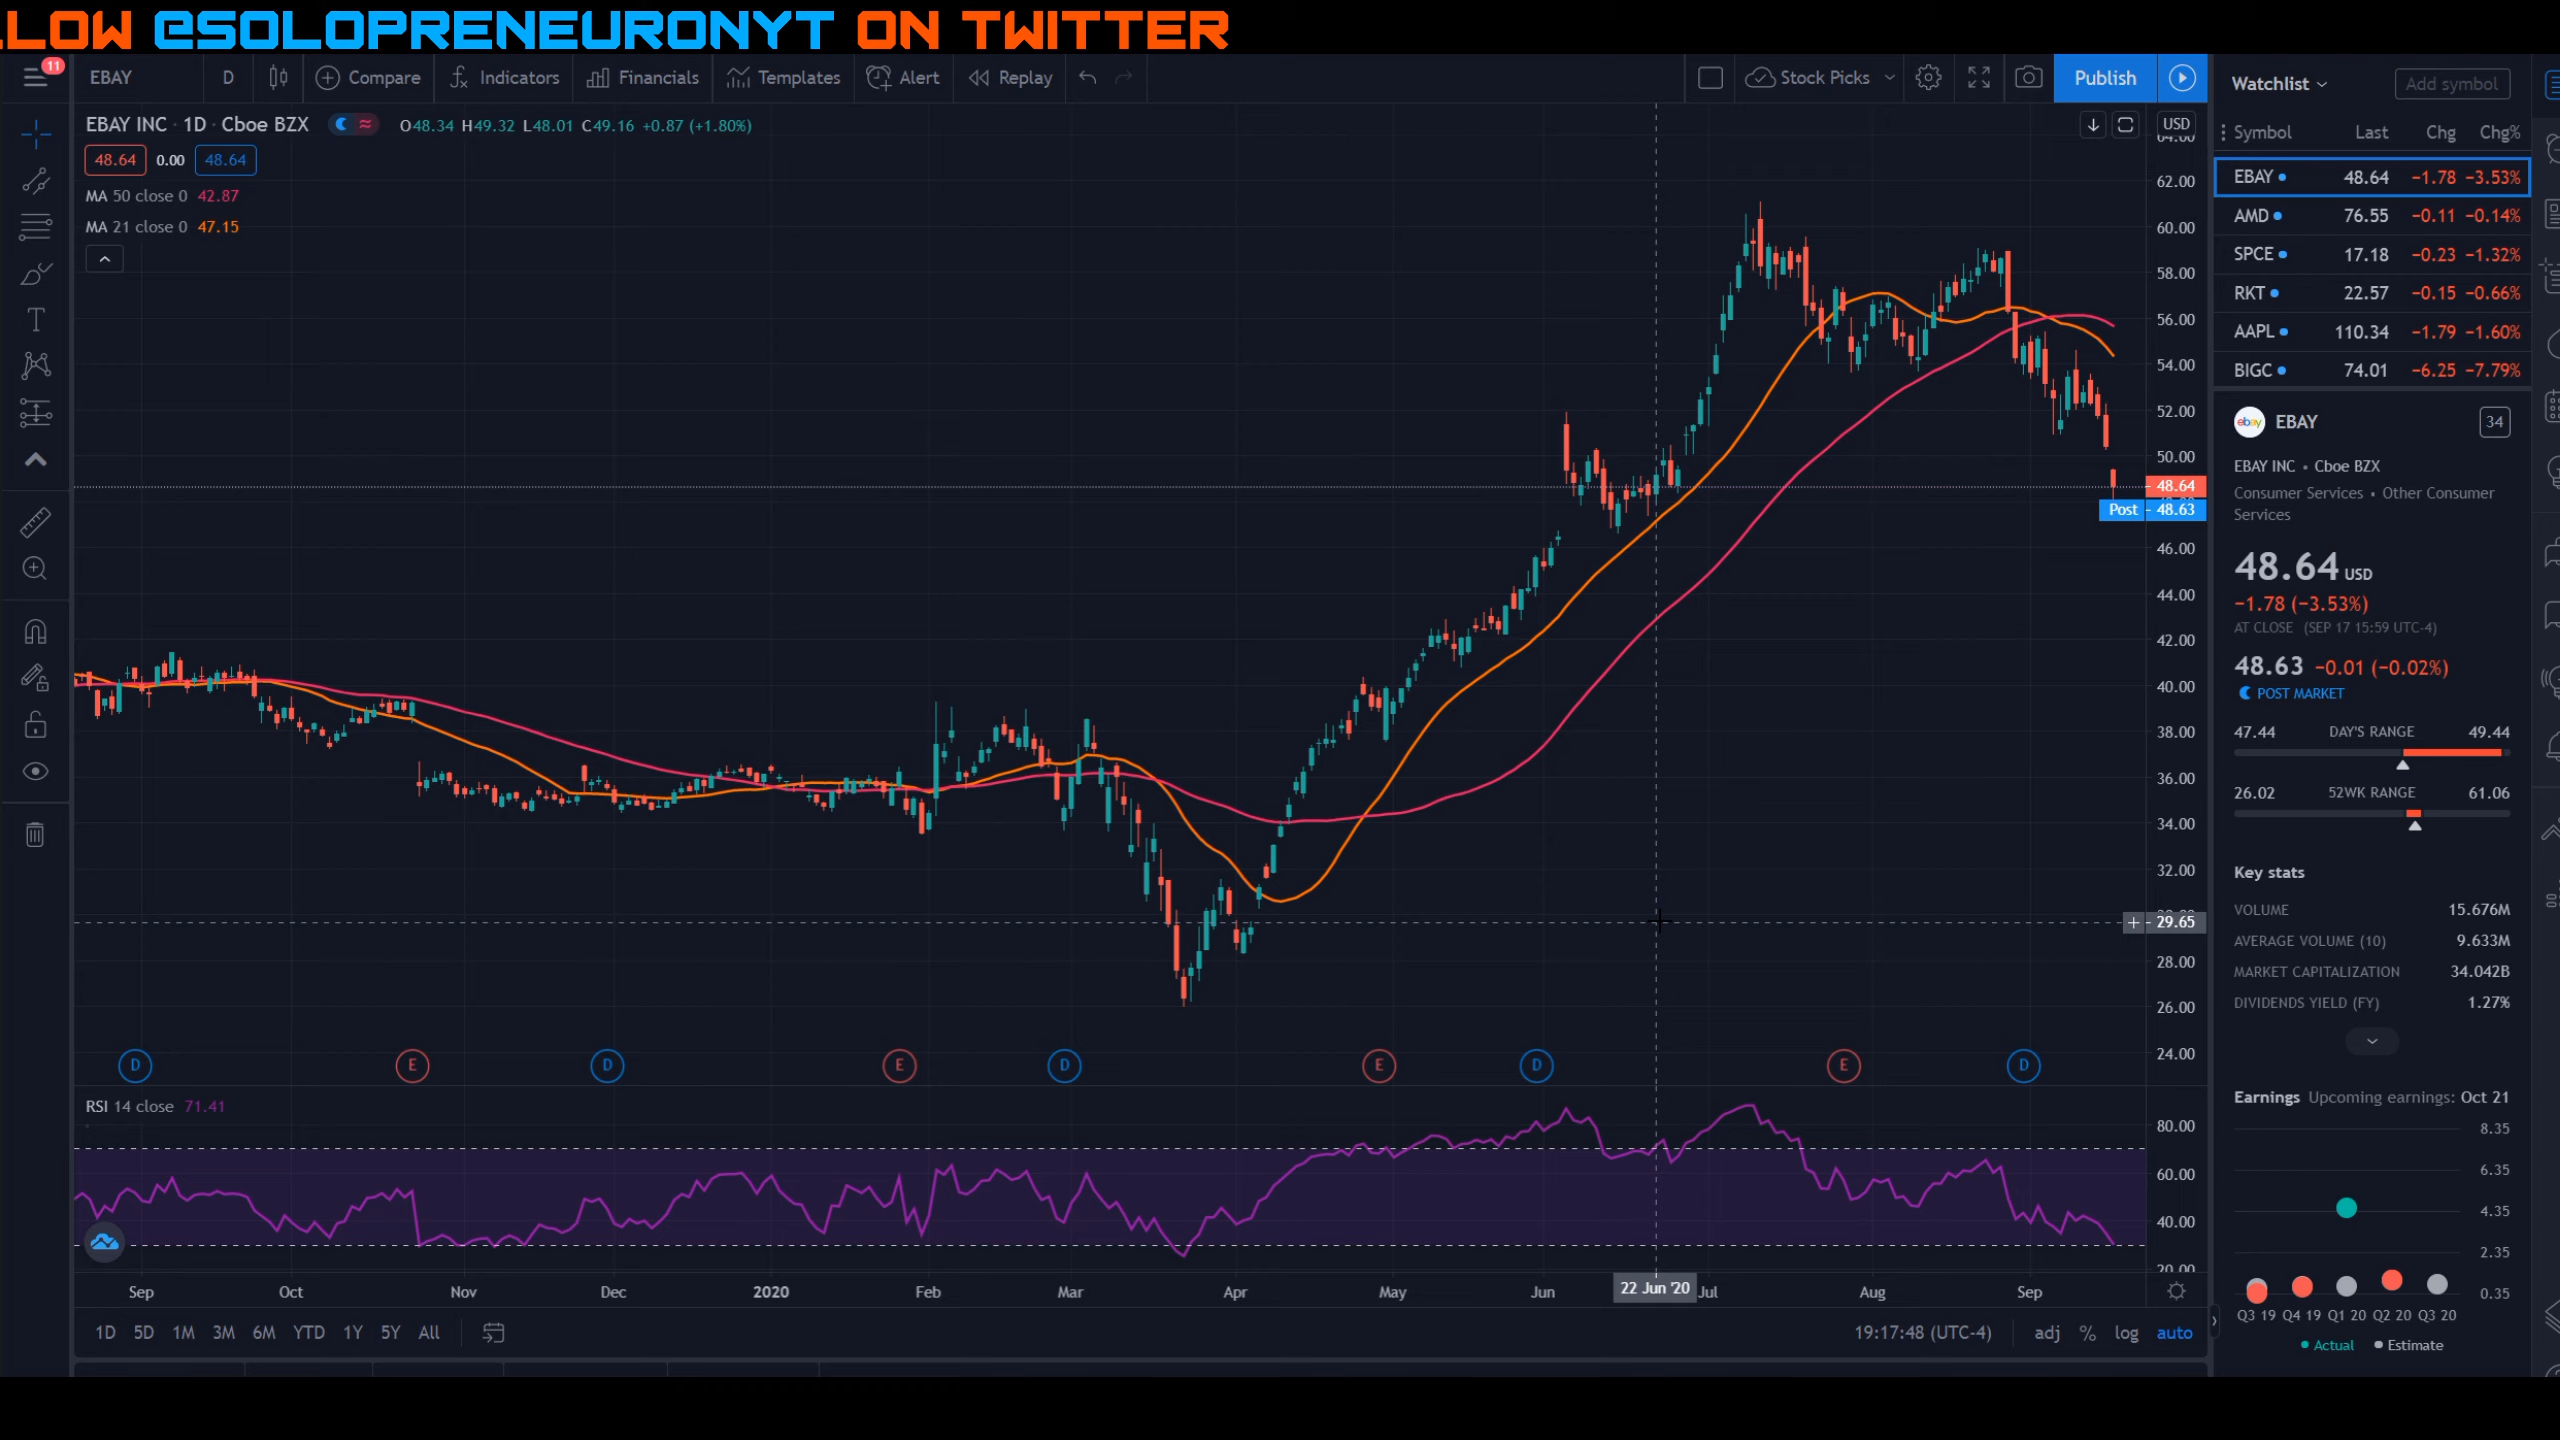 LLOW @SOLOPRENEURONYT ON TWITTER
11
EBAY D Compare Indicators Financials Templates Alert Replay Stock Picks Publish
EBAY INC · 1D · Cboe BZX O48.34 H49.32 L48.01 C49.16 +0.87 (+1.80%)
48.64 0.00 48.64
MA 50 close 0 42.87
MA 21 close 0 47.15
USD
64.00
62.00
60.00
58.00
56.00
54.00
52.00
50.00
48.64
Post 48.63
46.00
44.00
42.00
40.00
38.00
36.00
34.00
32.00
29.65
28.00
26.00
24.00
D E D E D E D E D
RSI 14 close 71.41
80.00
60.00
40.00
20.00
Sep Oct Nov Dec 2020 Feb Mar Apr May Jun 22 Jun '20 Jul Aug Sep
1D 5D 1M 3M 6M YTD 1Y 5Y All 19:17:48 (UTC-4) adj % log auto
Watchlist Add symbol
Symbol Last Chg Chg%
EBAY 48.64 −1.78 −3.53%
AMD 76.55 −0.11 −0.14%
SPCE 17.18 −0.23 −1.32%
RKT 22.57 −0.15 −0.66%
AAPL 110.34 −1.79 −1.60%
BIGC 74.01 −6.25 −7.79%
ebay EBAY 34
EBAY INC • Cboe BZX
Consumer Services • Other Consumer
Services
48.64 USD
−1.78 (−3.53%)
AT CLOSE (SEP 17 15:59 UTC-4)
48.63 −0.01 (−0.02%)
POST MARKET
47.44 DAY'S RANGE 49.44
26.02 52WK RANGE 61.06
Key stats
VOLUME 15.676M
AVERAGE VOLUME (10) 9.633M
MARKET CAPITALIZATION 34.042B
DIVIDENDS YIELD (FY) 1.27%
Earnings Upcoming earnings: Oct 21
8.35
6.35
4.35
2.35
0.35
Q3 19 Q4 19 Q1 20 Q2 20 Q3 20
Actual Estimate